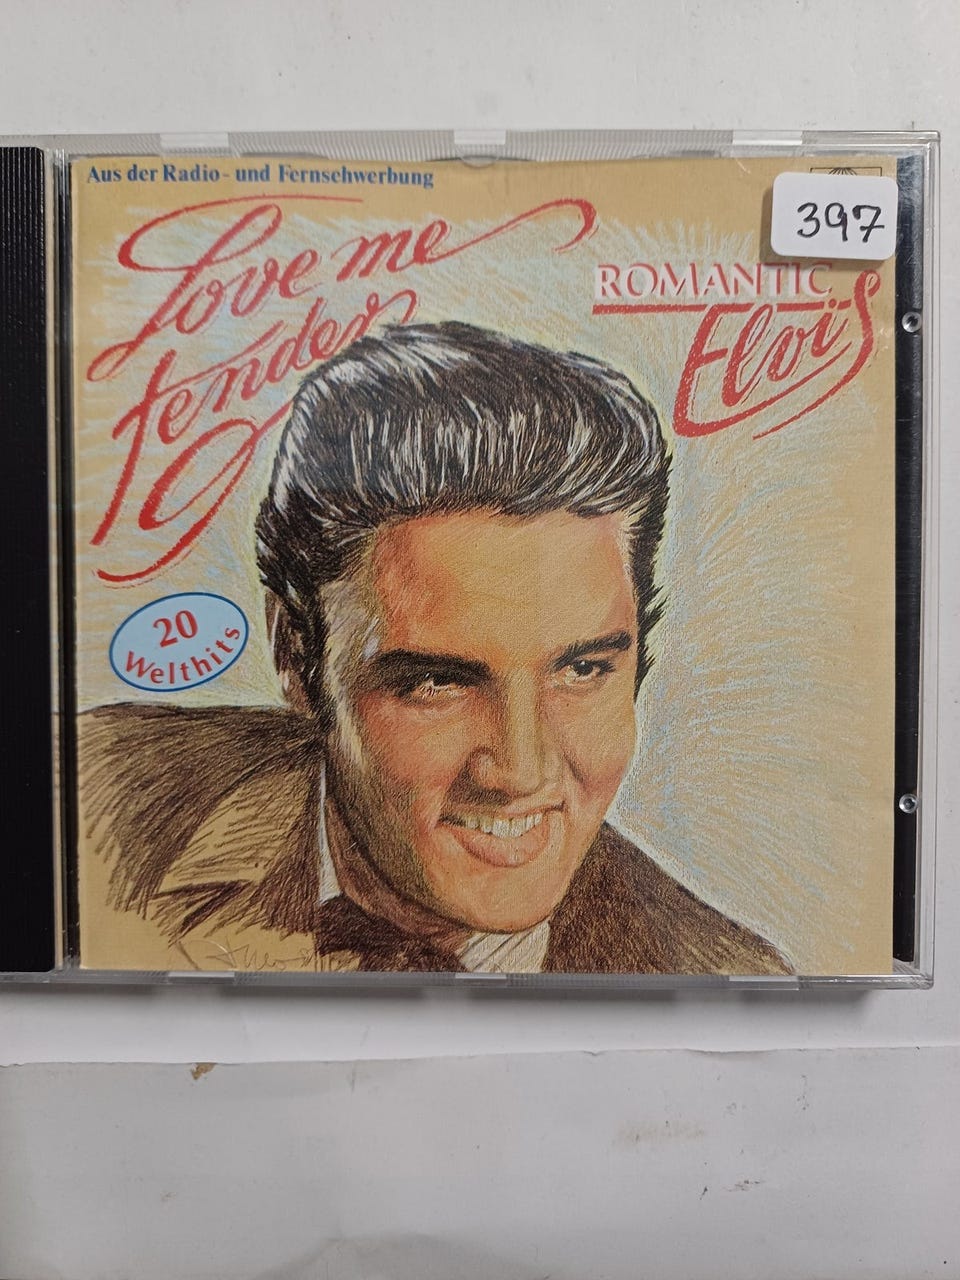 Aus der Radio- und Fernsehwerbung
397
Love me
tender
ROMANTIC
Elvis
20
Welthits